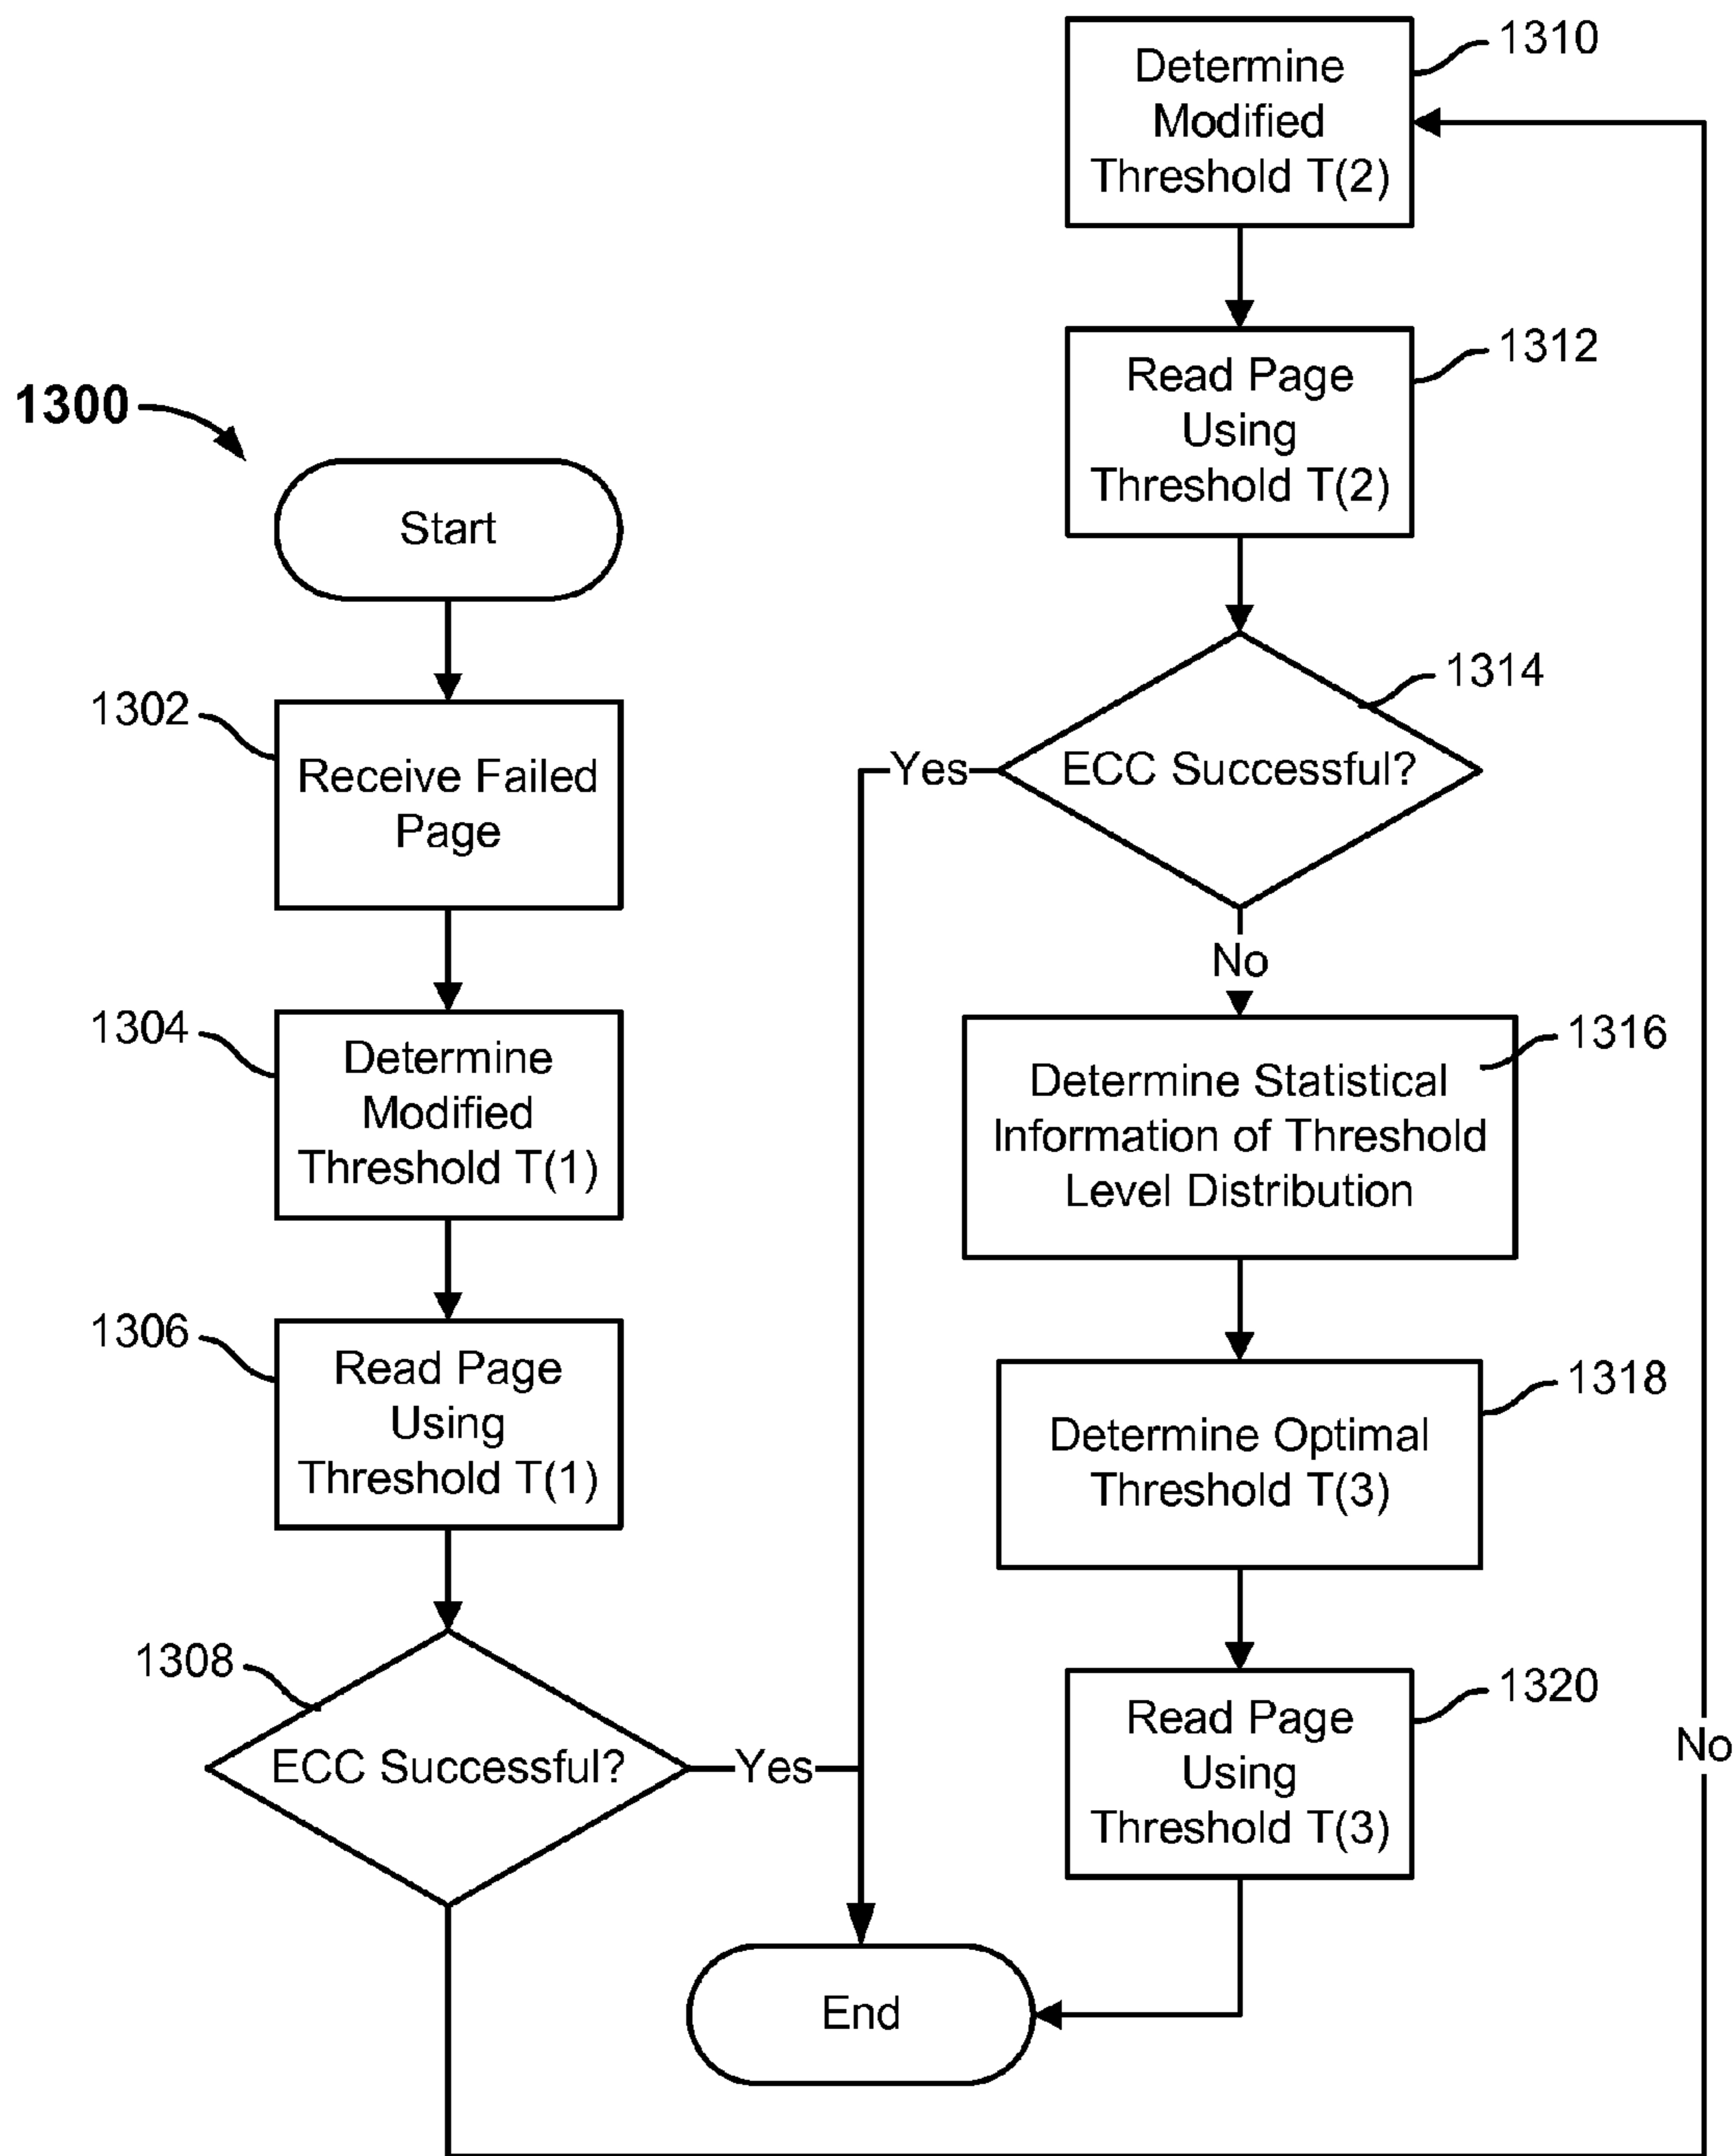 1300
Start
1302
Receive Failed
Page
1304
Determine
Modified
Threshold T(1)
1306
Read Page
Using
Threshold T(1)
1308
ECC Successful?
Yes
No
1310
Determine
Modified
Threshold T(2)
1312
Read Page
Using
Threshold T(2)
1314
ECC Successful?
Yes
No
1316
Determine Statistical
Information of Threshold
Level Distribution
1318
Determine Optimal
Threshold T(3)
1320
Read Page
Using
Threshold T(3)
End